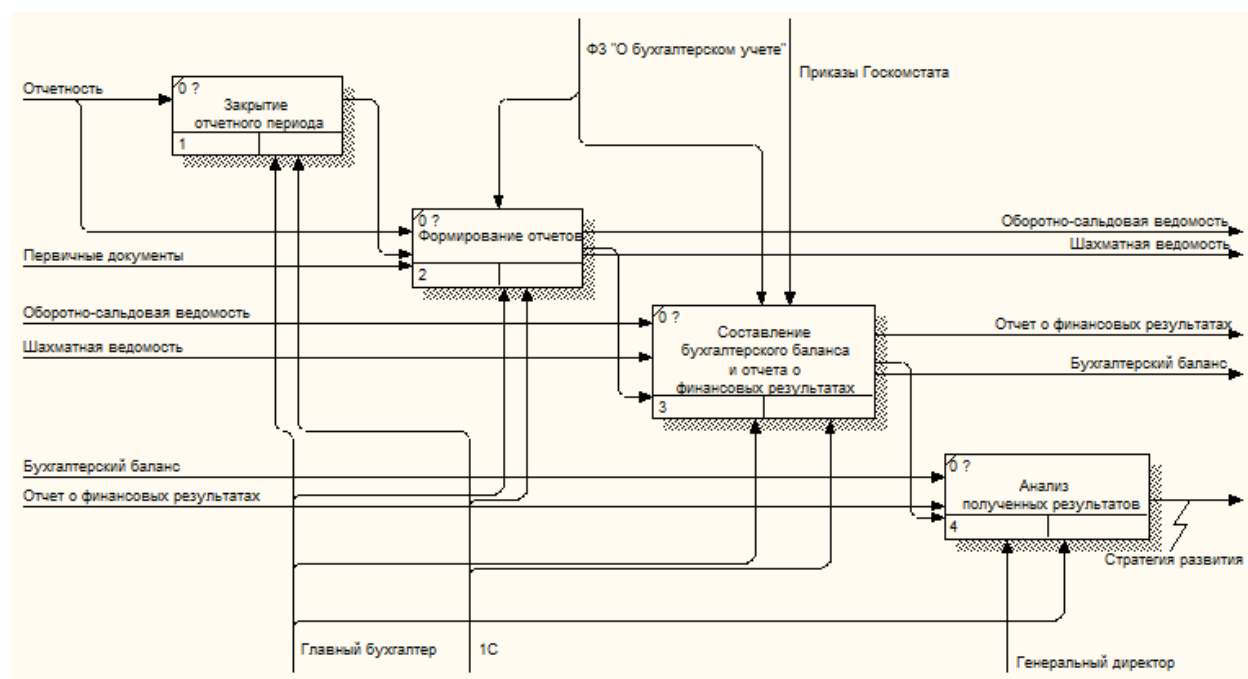 ФЗ "О бухгалтерском учете"
Приказы Госкомстата
Отчетность
0 ?
Закрытие
отчетного периода
1
0 ?
Формирование отчетов
2
Оборотно-сальдовая ведомость
Шахматная ведомость
Первичные документы
Оборотно-сальдовая ведомость
Шахматная ведомость
0 ?
Составление
бухгалтерского баланса
и отчета о
финансовых результатах
3
Отчет о финансовых результатах
Бухгалтерский баланс
Бухгалтерский баланс
Отчет о финансовых результатах
0 ?
Анализ
полученных результатов
4
Стратегия развития
Главный бухгалтер
1С
Генеральный директор